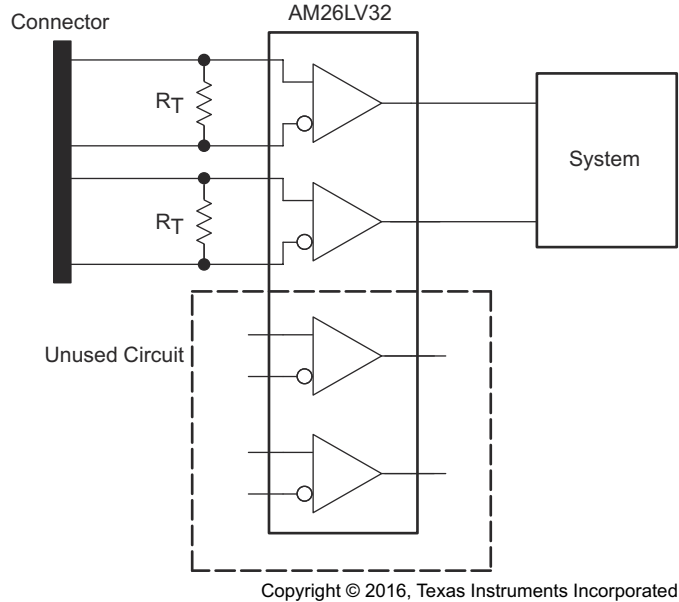 Connector
AM26LV32
RT
System
RT
Unused Circuit
Copyright © 2016, Texas Instruments Incorporated